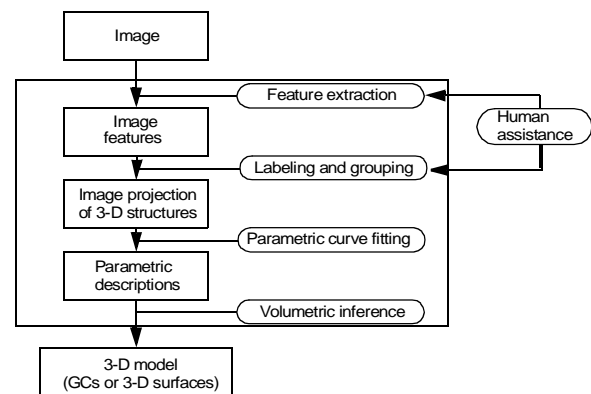 Image
Feature extraction
Human
assistance
Image
features
Labeling and grouping
Image projection
of 3-D structures
Parametric curve fitting
Parametric
descriptions
Volumetric inference
3-D model
(GCs or 3-D surfaces)